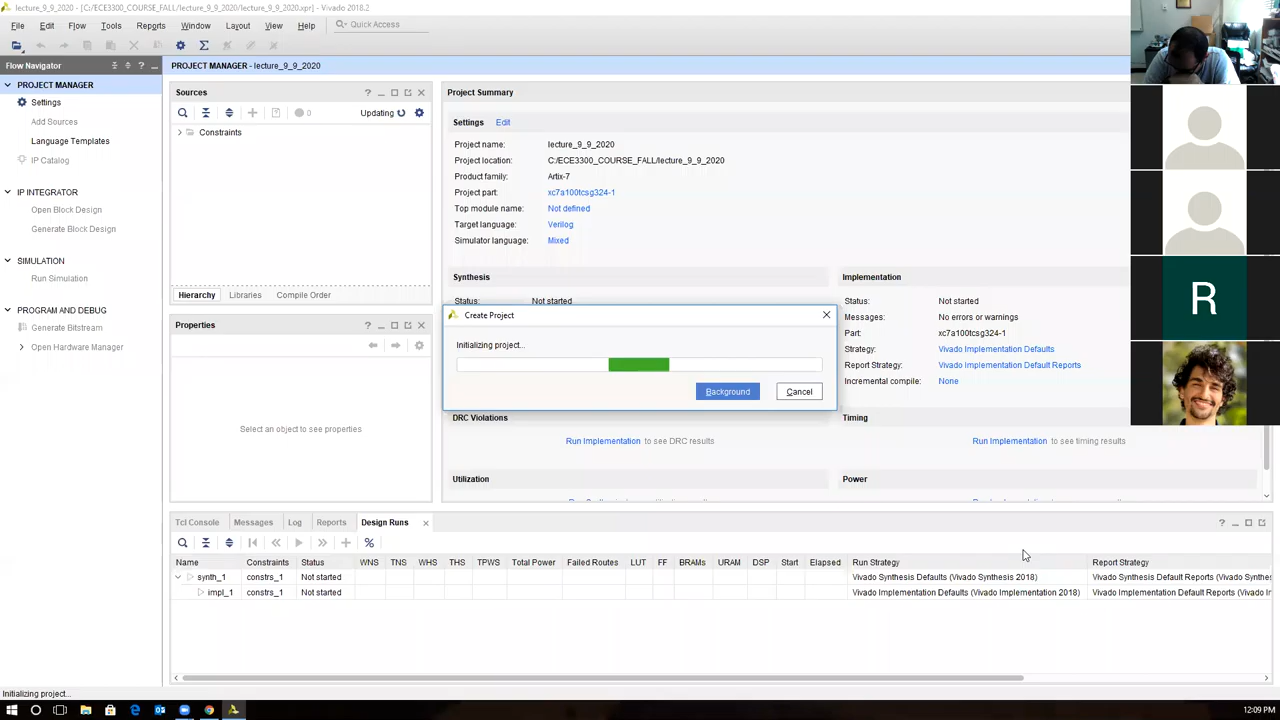 lecture_9_9_2020 - [C:/ECE3300_COURSE_FALL/lecture_9_9_2020/lecture_9_9_2020.xpr] - Vivado 2018.2
File Edit Flow Tools Reports Window Layout View Help Quick Access
Flow Navigator
PROJECT MANAGER - lecture_9_9_2020
PROJECT MANAGER
Settings
Add Sources
Language Templates
IP Catalog
IP INTEGRATOR
Open Block Design
Generate Block Design
SIMULATION
Run Simulation
PROGRAM AND DEBUG
Generate Bitstream
Open Hardware Manager
Sources
0 Updating
Constraints
Hierarchy Libraries Compile Order
Properties
Select an object to see properties
Project Summary
Settings Edit
Project name: lecture_9_9_2020
Project location: C:/ECE3300_COURSE_FALL/lecture_9_9_2020
Product family: Artix-7
Project part: xc7a100tcsg324-1
Top module name: Not defined
Target language: Verilog
Simulator language: Mixed
Synthesis
Status: Not started
Implementation
Status: Not started
Messages: No errors or warnings
Part: xc7a100tcsg324-1
Strategy: Vivado Implementation Defaults
Report Strategy: Vivado Implementation Default Reports
Incremental compile: None
Create Project
Initializing project...
Background Cancel
DRC Violations
Run Implementation to see DRC results
Timing
Run Implementation to see timing results
Utilization
Power
R
Tcl Console Messages Log Reports Design Runs
Name Constraints Status WNS TNS WHS THS TPWS Total Power Failed Routes LUT FF BRAMs URAM DSP Start Elapsed Run Strategy Report Strategy
synth_1 constrs_1 Not started Vivado Synthesis Defaults (Vivado Synthesis 2018) Vivado Synthesis Default Reports (Vivado Synthes
impl_1 constrs_1 Not started Vivado Implementation Defaults (Vivado Implementation 2018) Vivado Implementation Default Reports (Vivado Im
Initializing project...
12:09 PM